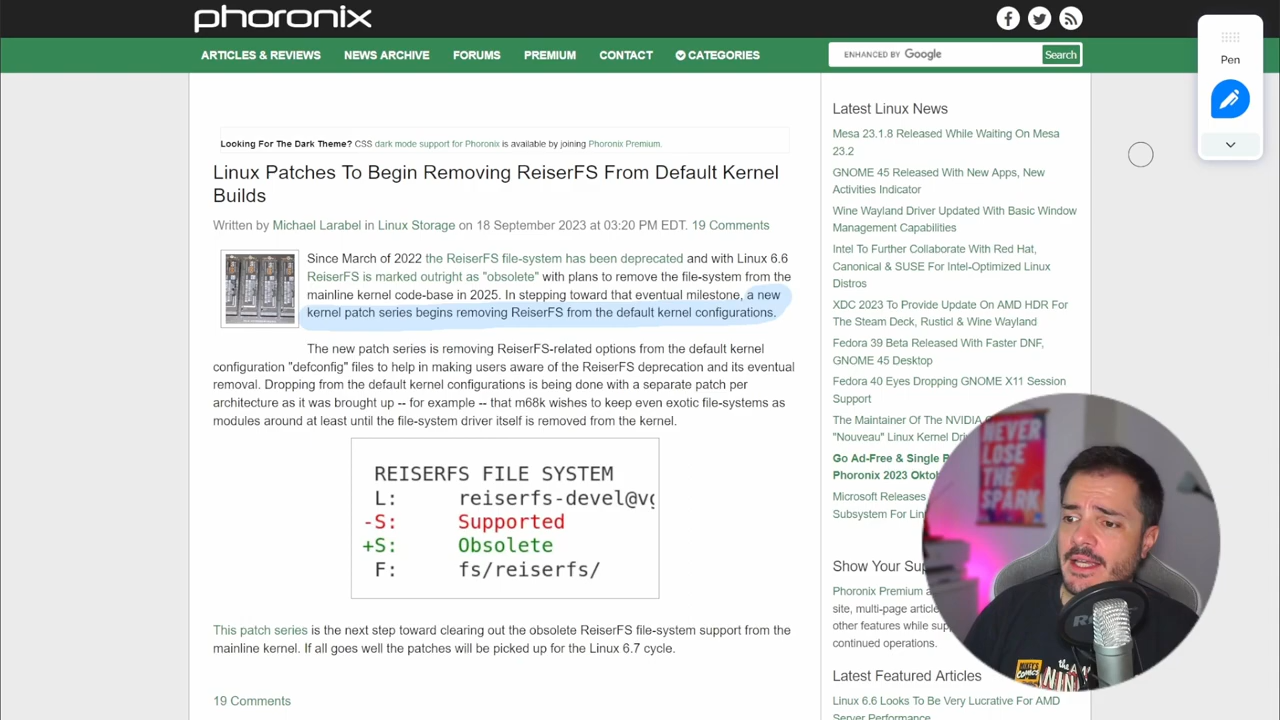 phoronix
ARTICLES & REVIEWS NEWS ARCHIVE FORUMS PREMIUM CONTACT CATEGORIES
ENHANCED BY Google Search
Pen
Looking For The Dark Theme? CSS dark mode support for Phoronix is available by joining Phoronix Premium.
Linux Patches To Begin Removing ReiserFS From Default Kernel
Builds
Written by Michael Larabel in Linux Storage on 18 September 2023 at 03:20 PM EDT. 19 Comments
Since March of 2022 the ReiserFS file-system has been deprecated and with Linux 6.6
ReiserFS is marked outright as "obsolete" with plans to remove the file-system from the
mainline kernel code-base in 2025. In stepping toward that eventual milestone, a new
kernel patch series begins removing ReiserFS from the default kernel configurations.
The new patch series is removing ReiserFS-related options from the default kernel
configuration "defconfig" files to help in making users aware of the ReiserFS deprecation and its eventual
removal. Dropping from the default kernel configurations is being done with a separate patch per
architecture as it was brought up -- for example -- that m68k wishes to keep even exotic file-systems as
modules around at least until the file-system driver itself is removed from the kernel.
REISERFS FILE SYSTEM
L: reiserfs-devel@vg
-S: Supported
+S: Obsolete
F: fs/reiserfs/
This patch series is the next step toward clearing out the obsolete ReiserFS file-system support from the
mainline kernel. If all goes well the patches will be picked up for the Linux 6.7 cycle.
19 Comments
Latest Linux News
Mesa 23.1.8 Released While Waiting On Mesa
23.2
GNOME 45 Released With New Apps, New
Activities Indicator
Wine Wayland Driver Updated With Basic Window
Management Capabilities
Intel To Further Collaborate With Red Hat,
Canonical & SUSE For Intel-Optimized Linux
Distros
XDC 2023 To Provide Update On AMD HDR For
The Steam Deck, Rusticl & Wine Wayland
Fedora 39 Beta Released With Faster DNF,
GNOME 45 Desktop
Fedora 40 Eyes Dropping GNOME X11 Session
Support
The Maintainer Of The NVIDIA
"Nouveau" Linux Kernel
Go Ad-Free & Single
Phoronix 2023
Microsoft Releases
Subsystem For
Show Your
Phoronix Premium
site, multi-page
other features while
continued operations.
Latest Featured Articles
Linux 6.6 Looks To Be Very Lucrative For AMD
Server Performance
NEVER
LOSE
THE
SPARK